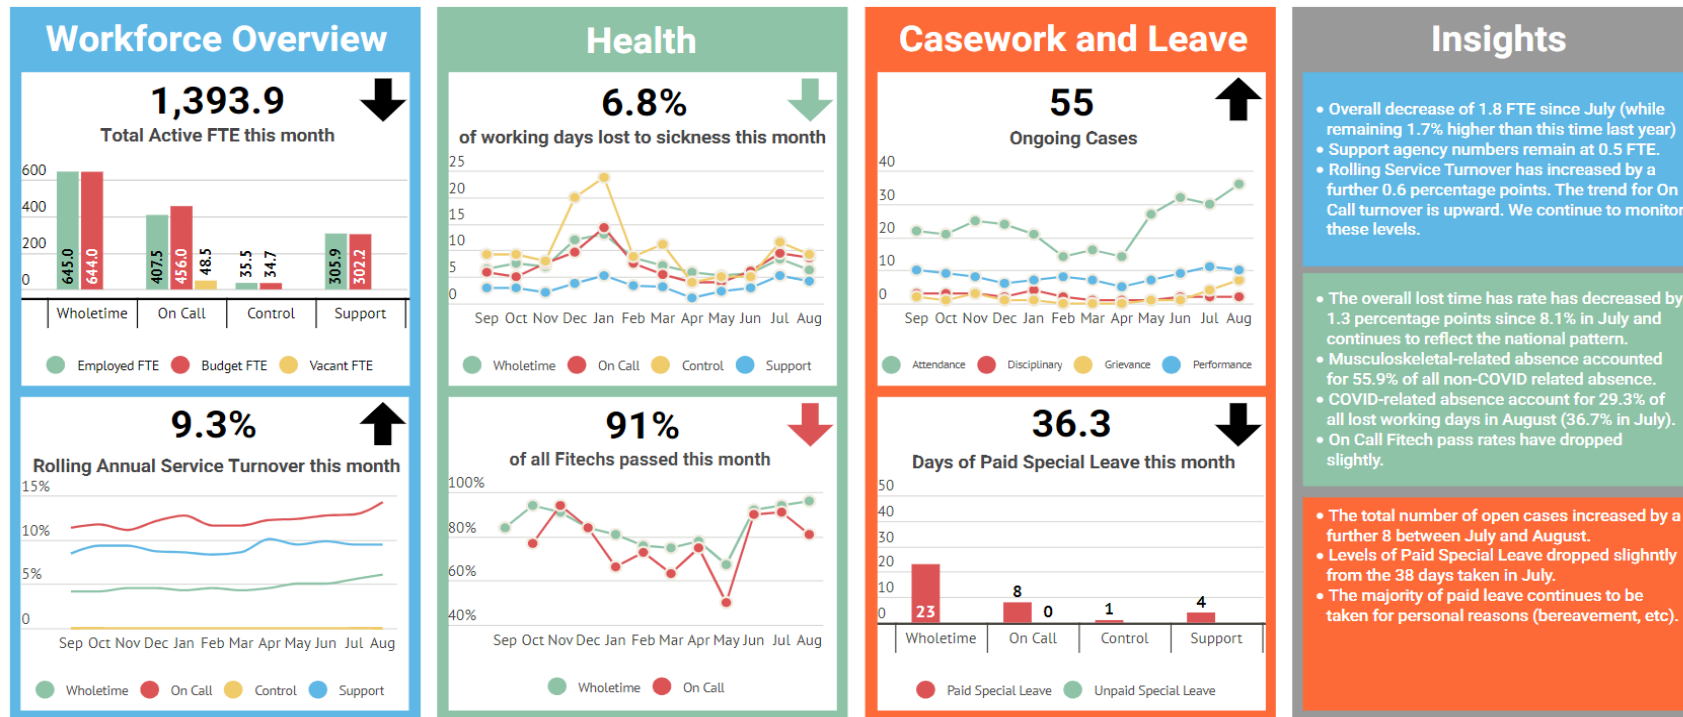 Workforce Overview
1,393.9
Total Active FTE this month
600
400
200
0
645.0
644.0
407.5
456.0
48.5
35.5
34.7
305.9
302.2
Wholetime On Call Control Support
Employed FTE Budget FTE Vacant FTE
9.3%
Rolling Annual Service Turnover this month
15%
10%
5%
0
Sep Oct Nov Dec Jan Feb Mar Apr May Jun Jul Aug
Wholetime On Call Control Support
Health
6.8%
of working days lost to sickness this month
25
20
15
10
5
0
Sep Oct Nov Dec Jan Feb Mar Apr May Jun Jul Aug
Wholetime On Call Control Support
91%
of all Fitechs passed this month
100%
80%
60%
40%
Sep Oct Nov Dec Jan Feb Mar Apr May Jun Jul Aug
Wholetime On Call
Casework and Leave
55
Ongoing Cases
40
30
20
10
0
Sep Oct Nov Dec Jan Feb Mar Apr May Jun Jul Aug
Attendance Disciplinary Grievance Performance
36.3
Days of Paid Special Leave this month
50
40
30
20
10
0
23
8
0
1
4
Wholetime On Call Control Support
Paid Special Leave Unpaid Special Leave
Insights
• Overall decrease of 1.8 FTE since July (while
remaining 1.7% higher than this time last year)
• Support agency numbers remain at 0.5 FTE.
• Rolling Service Turnover has increased by a
further 0.6 percentage points. The trend for On
Call turnover is upward. We continue to monitor
these levels.
• The overall lost time has rate has decreased by
1.3 percentage points since 8.1% in July and
continues to reflect the national pattern.
• Musculoskeletal-related absence accounted
for 55.9% of all non-COVID related absence.
• COVID-related absence account for 29.3% of
all lost working days in August (36.7% in July).
• On Call Fitech pass rates have dropped
slightly.
• The total number of open cases increased by a
further 8 between July and August.
• Levels of Paid Special Leave dropped slighntly
from the 38 days taken in July.
• The majority of paid leave continues to be
taken for personal reasons (bereavement, etc).